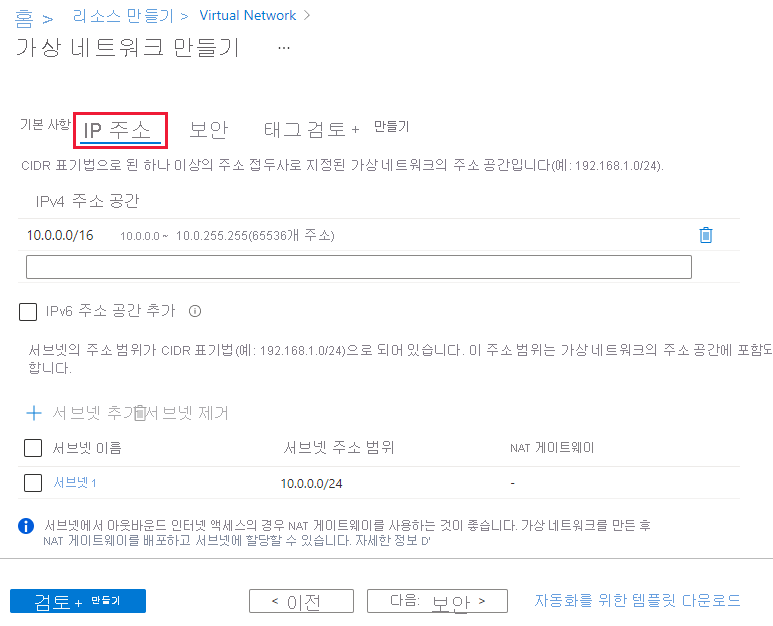 홈 > 리소스 만들기 > Virtual Network >
가상 네트워크 만들기 ...
기본 사항 IP 주소 보안 태그 검토 + 만들기
CIDR 표기법으로 된 하나 이상의 주소 접두사로 지정된 가상 네트워크의 주소 공간입니다(예: 192.168.1.0/24).
IPv4 주소 공간
10.0.0.0/16 10.0.0.0 ~ 10.0.255.255(65536개 주소)
IPv6 주소 공간 추가
서브넷의 주소 범위가 CIDR 표기법(예: 192.168.1.0/24)으로 되어 있습니다. 이 주소 범위는 가상 네트워크의 주소 공간에 포함되
합니다.
+ 서브넷 추가 서브넷 제거
서브넷 이름 서브넷 주소 범위 NAT 게이트웨이
서브넷 1 10.0.0.0/24 -
서브넷에서 아웃바운드 인터넷 액세스의 경우 NAT 게이트웨이를 사용하는 것이 좋습니다. 가상 네트워크를 만든 후
NAT 게이트웨이를 배포하고 서브넷에 할당할 수 있습니다. 자세한 정보 D'
검토 + 만들기 < 이전 다음: 보안 > 자동화를 위한 템플릿 다운로드